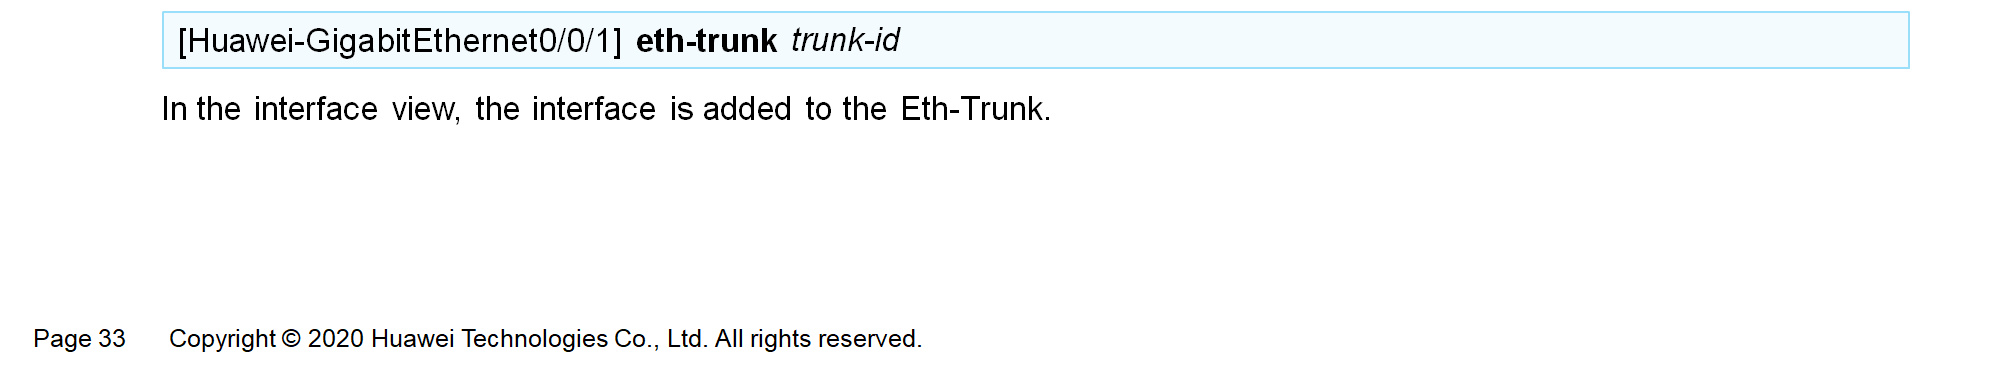 [Huawei-GigabitEthernet0/0/1] eth-trunk trunk-id
In the interface view, the interface is added to the Eth-Trunk.
Page 33 Copyright © 2020 Huawei Technologies Co., Ltd. All rights reserved.